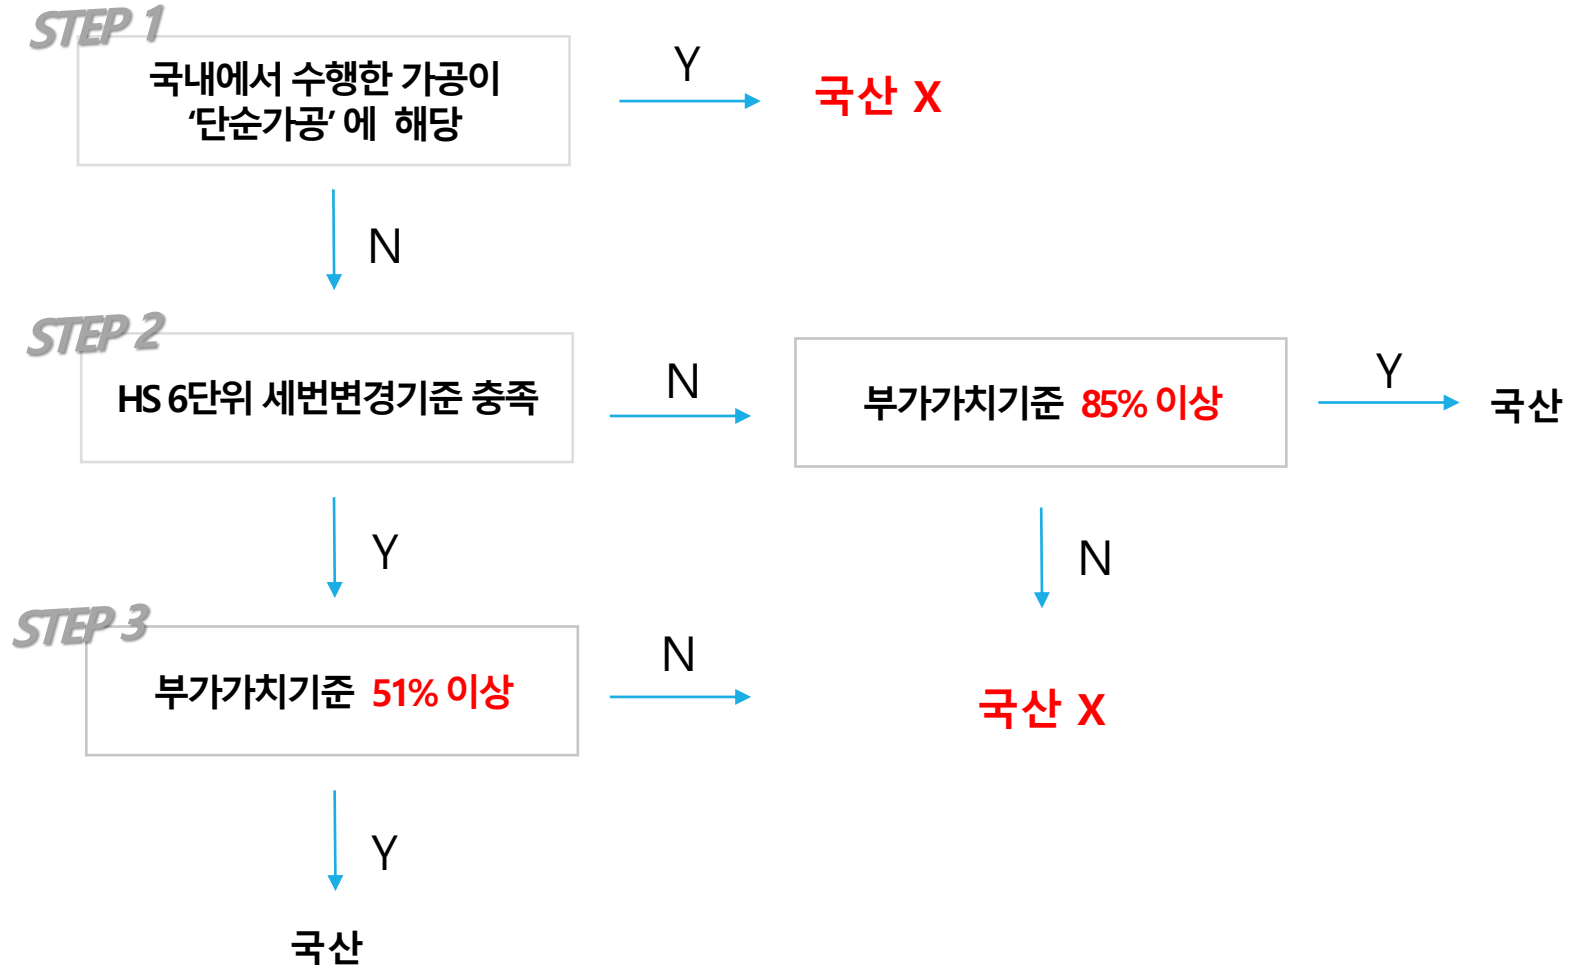 STEP 1
국내에서 수행한 가공이
‘단순가공’ 에 해당
Y
국산 X
N
STEP 2
HS 6단위 세번변경기준 충족
N
부가가치기준 85% 이상
Y
국산
Y
N
STEP 3
부가가치기준 51% 이상
N
국산 X
Y
국산